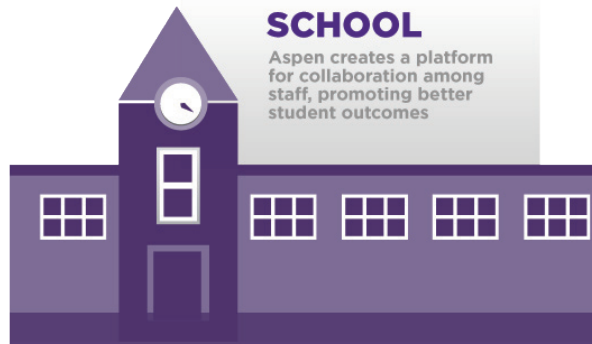 SCHOOL
Aspen creates a platform
for collaboration among
staff, promoting better
student outcomes